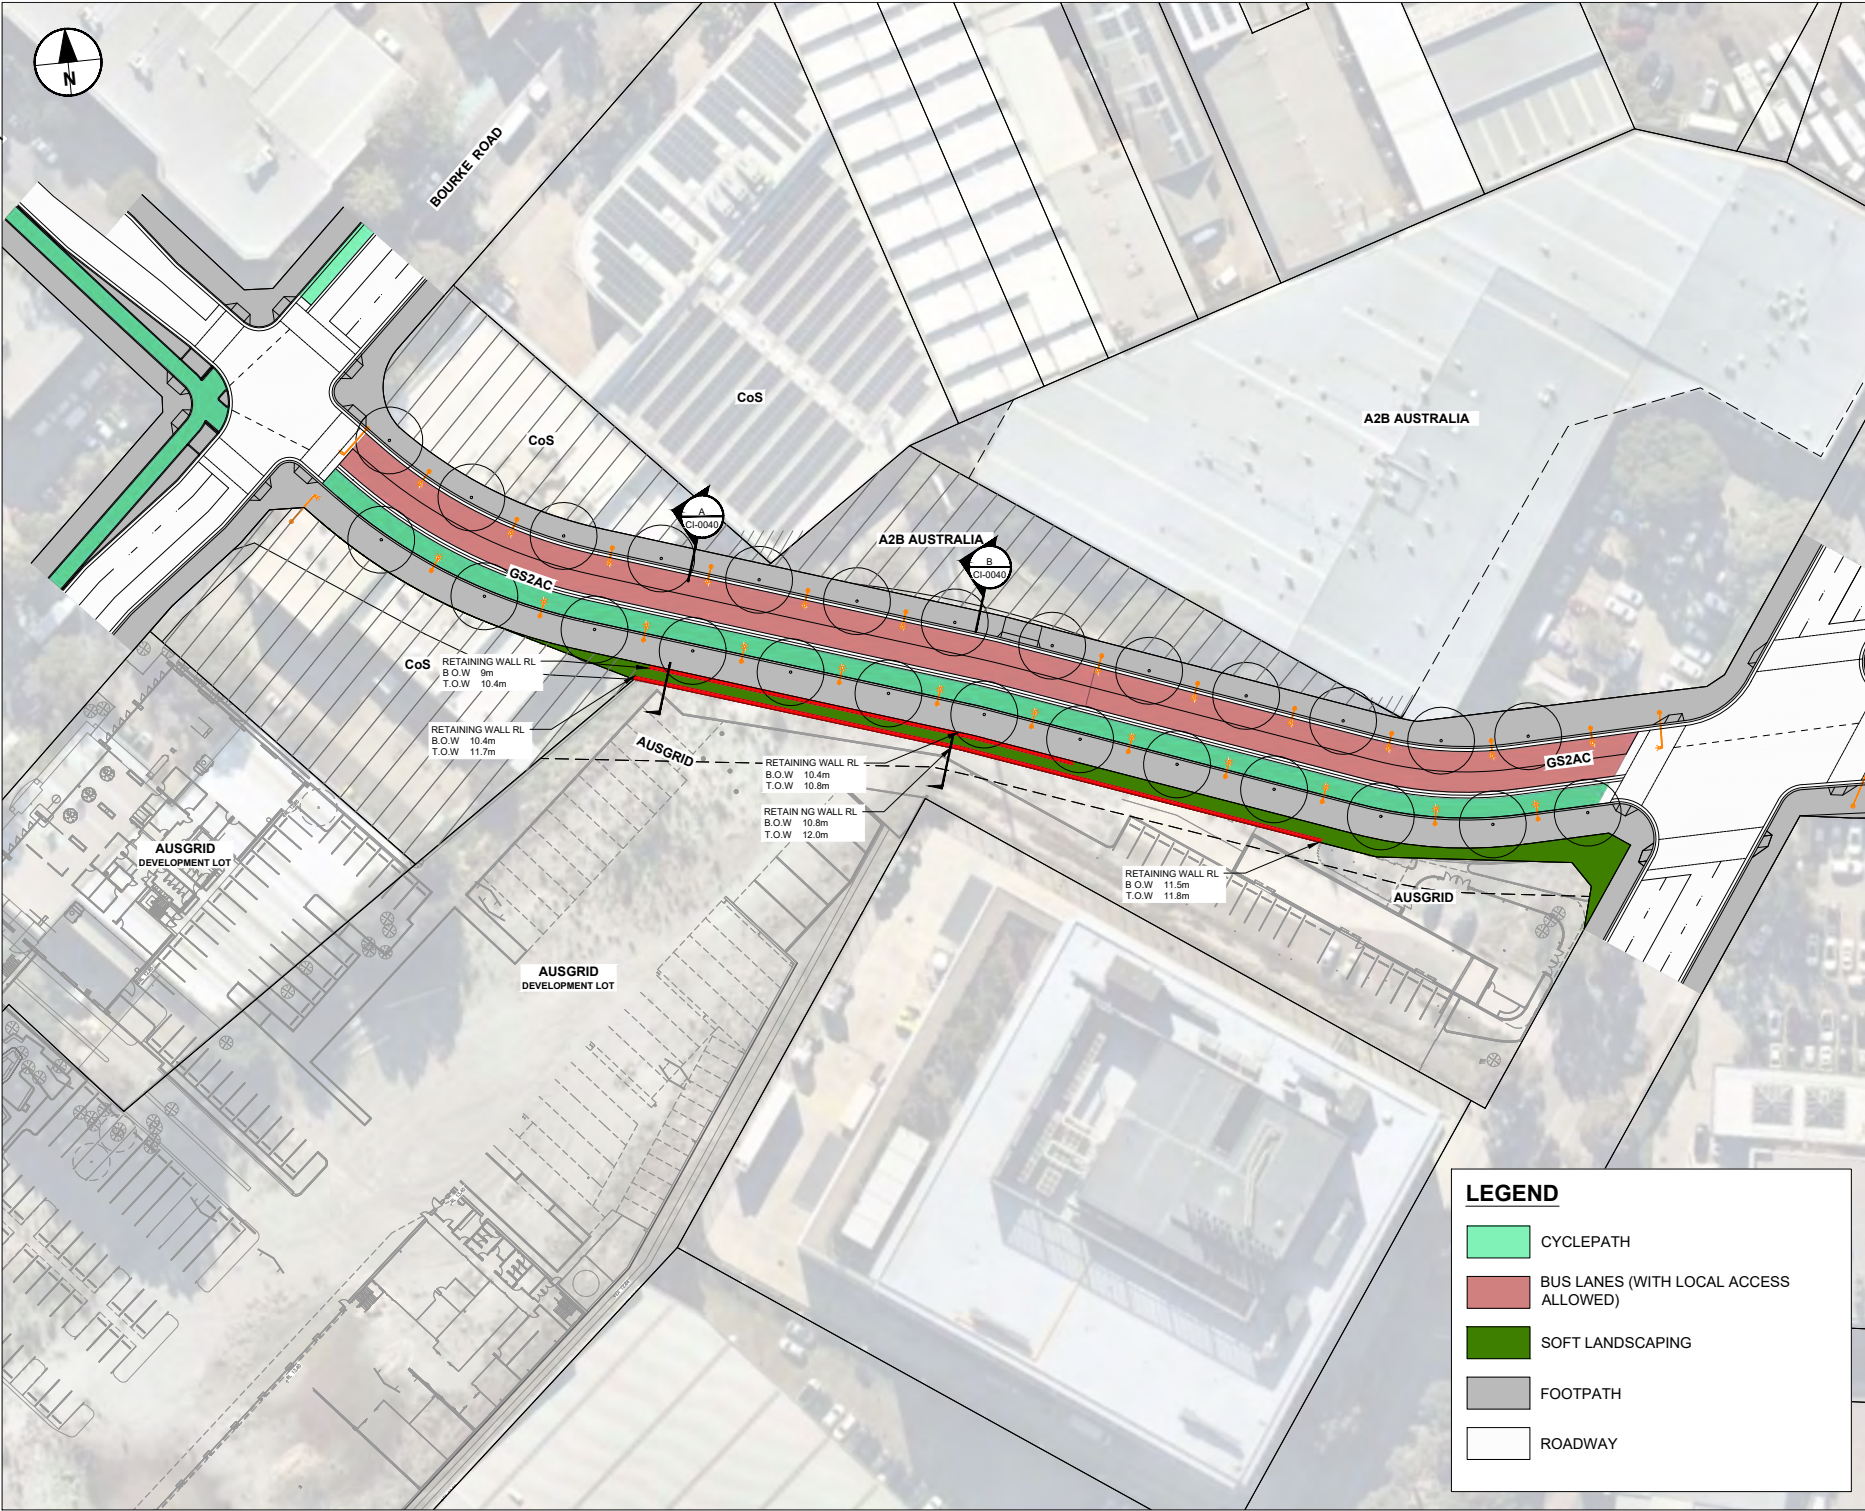 N
BOURKE ROAD
CoS
CoS
A2B AUSTRALIA
A
CI-0040
A2B AUSTRALIA
B
CI-0040
GS2AC
CoS
RETAINING WALL RL
B O.W 9m
T.O.W 10.4m
RETAINING WALL RL
B.O.W 10.4m
T.O.W 11.7m
AUSGRID
RETAINING WALL RL
B.O.W 10.4m
T.O.W 10.8m
RETAIN NG WALL RL
B.O.W 10.8m
T.O.W 12.0m
GS2AC
RETAINING WALL RL
B O.W 11.5m
T.O.W 11.8m
AUSGRID
AUSGRID
DEVELOPMENT LOT
AUSGRID
DEVELOPMENT LOT
LEGEND
CYCLEPATH
BUS LANES (WITH LOCAL ACCESS
ALLOWED)
SOFT LANDSCAPING
FOOTPATH
ROADWAY